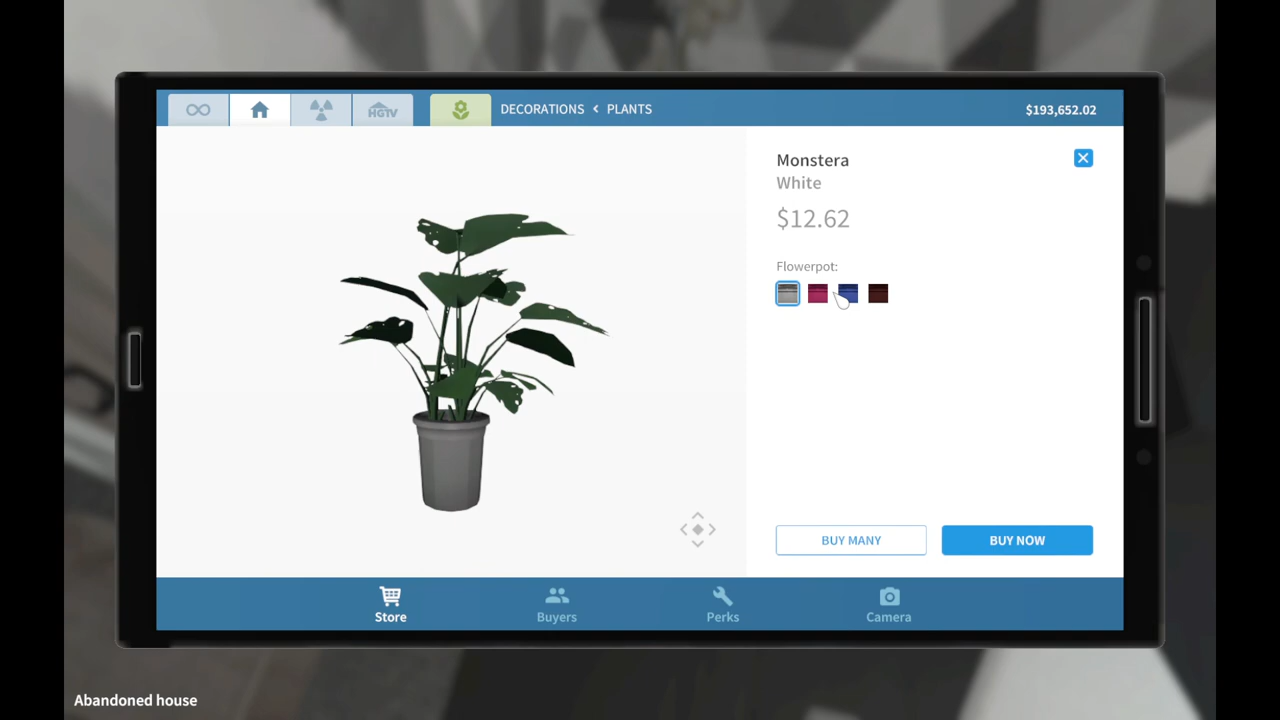 HGTV
DECORATIONS < PLANTS
$193,652.02
Monstera
White
$12.62
Flowerpot:
BUY MANY
BUY NOW
Store
Buyers
Perks
Camera
Abandoned house